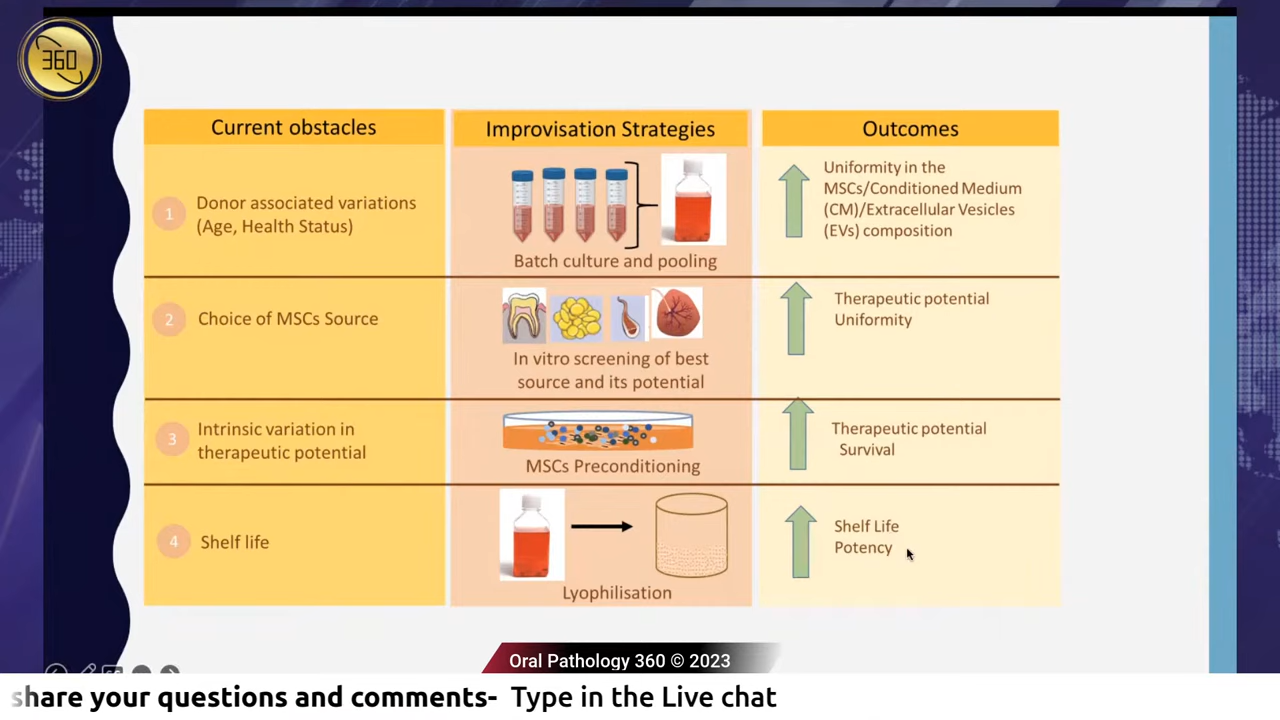 360
Current obstacles
Improvisation Strategies
Outcomes
1
Donor associated variations
(Age, Health Status)
Batch culture and pooling
Uniformity in the
MSCs/Conditioned Medium
(CM)/Extracellular Vesicles
(EVs) composition
2
Choice of MSCs Source
In vitro screening of best
source and its potential
Therapeutic potential
Uniformity
3
Intrinsic variation in
therapeutic potential
MSCs Preconditioning
Therapeutic potential
Survival
4
Shelf life
Lyophilisation
Shelf Life
Potency
Oral Pathology 360 © 2023
share your questions and comments- Type in the Live chat